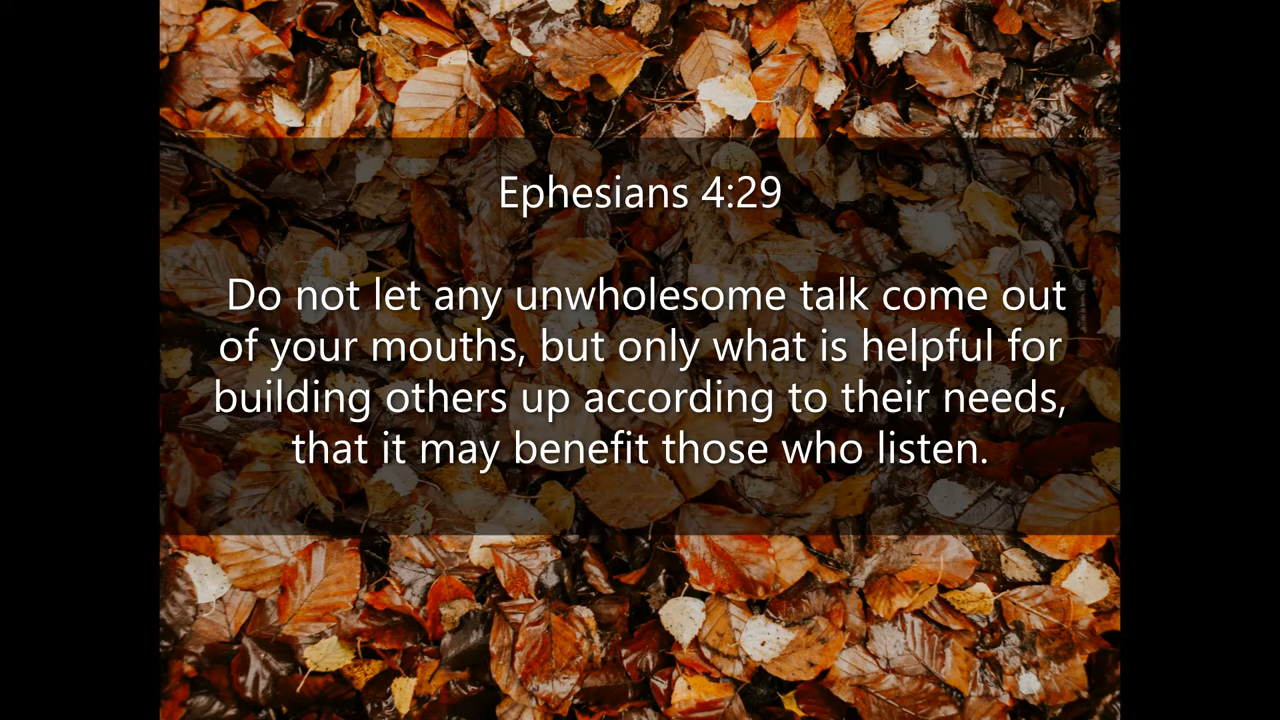 Ephesians 4:29
Do not let any unwholesome talk come out
of your mouths, but only what is helpful for
building others up according to their needs,
that it may benefit those who listen.